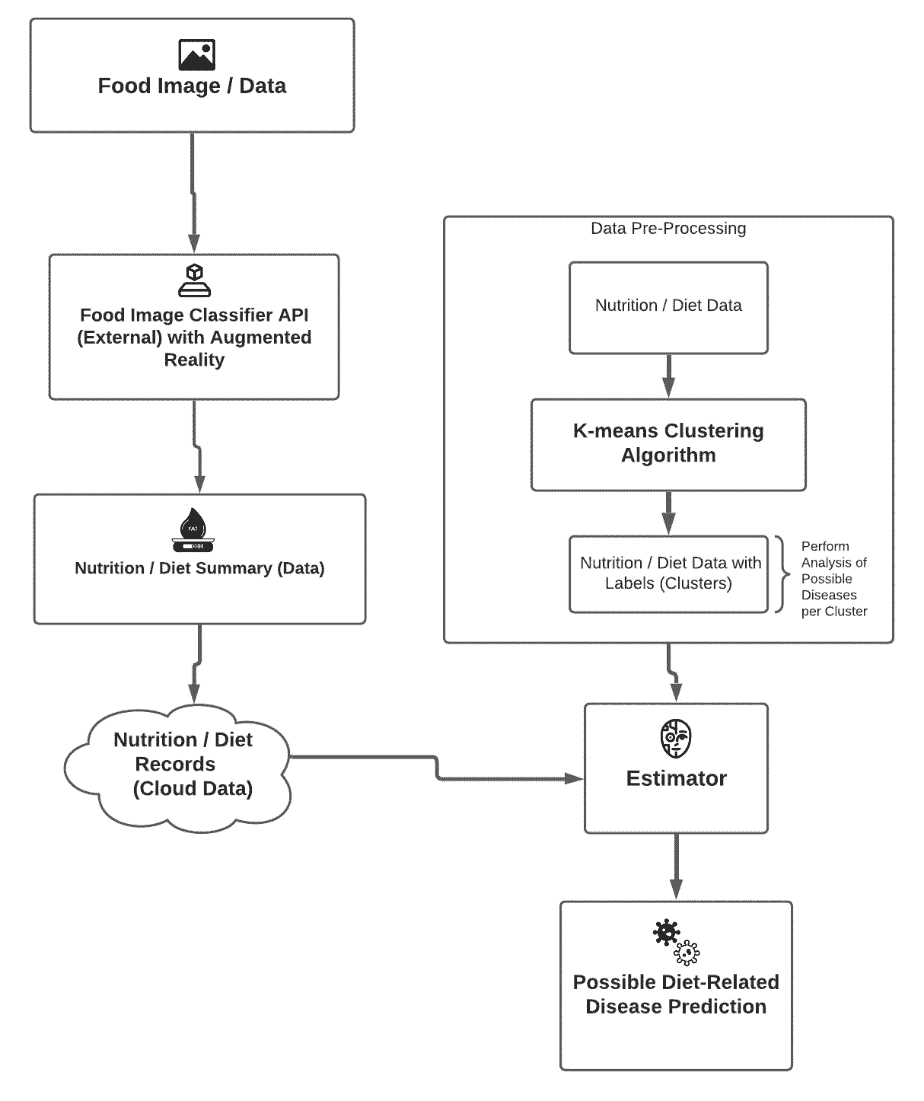 Food Image / Data
Food Image Classifier API
(External) with Augmented
Reality
FAT
Nutrition / Diet Summary (Data)
Nutrition / Diet
Records
(Cloud Data)
Data Pre-Processing
Nutrition / Diet Data
K-means Clustering
Algorithm
Nutrition / Diet Data with
Labels (Clusters)
Perform
Analysis of
Possible
Diseases
per Cluster
Estimator
Possible Diet-Related
Disease Prediction